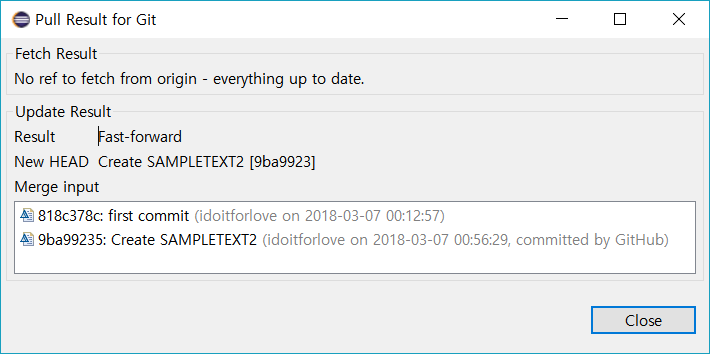 Pull Result for Git
Fetch Result
No ref to fetch from origin - everything up to date.
Update Result
Result Fast-forward
New HEAD Create SAMPLETEXT2 [9ba9923]
Merge input
818c378c: first commit (idoitforlove on 2018-03-07 00:12:57)
9ba99235: Create SAMPLETEXT2 (idoitforlove on 2018-03-07 00:56:29, committed by GitHub)
Close